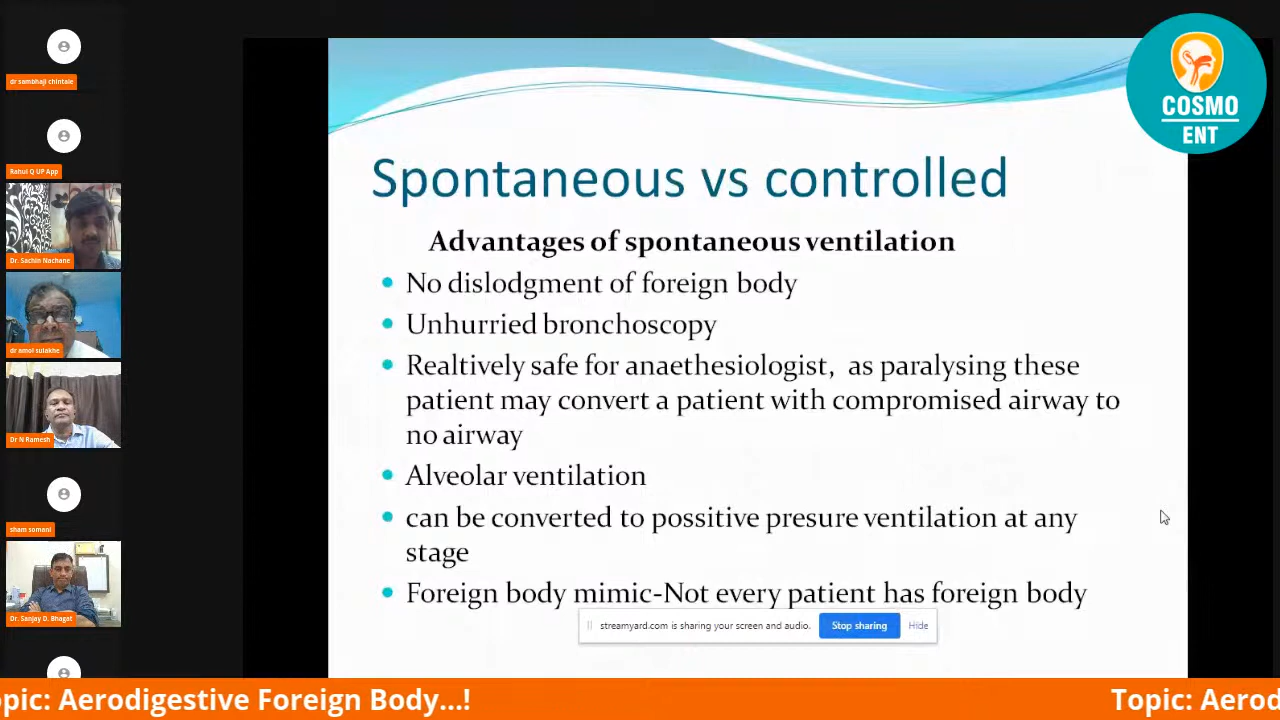 dr sambhaji chintale
Rahul Q UP App
Dr. Sachin Nachane
dr amol sulakhe
Dr N Ramesh
sham somani
Dr. Sanjay D. Bhagat
COSMO
ENT
Spontaneous vs controlled
Advantages of spontaneous ventilation
No dislodgment of foreign body
Unhurried bronchoscopy
Realtively safe for anaethesiologist, as paralysing these
patient may convert a patient with compromised airway to
no airway
Alveolar ventilation
can be converted to possitive presure ventilation at any
stage
Foreign body mimic-Not every patient has foreign body
streamyard.com is sharing your screen and audio. Stop sharing Hide
opic: Aerodigestive Foreign Body...! Topic: Aerod